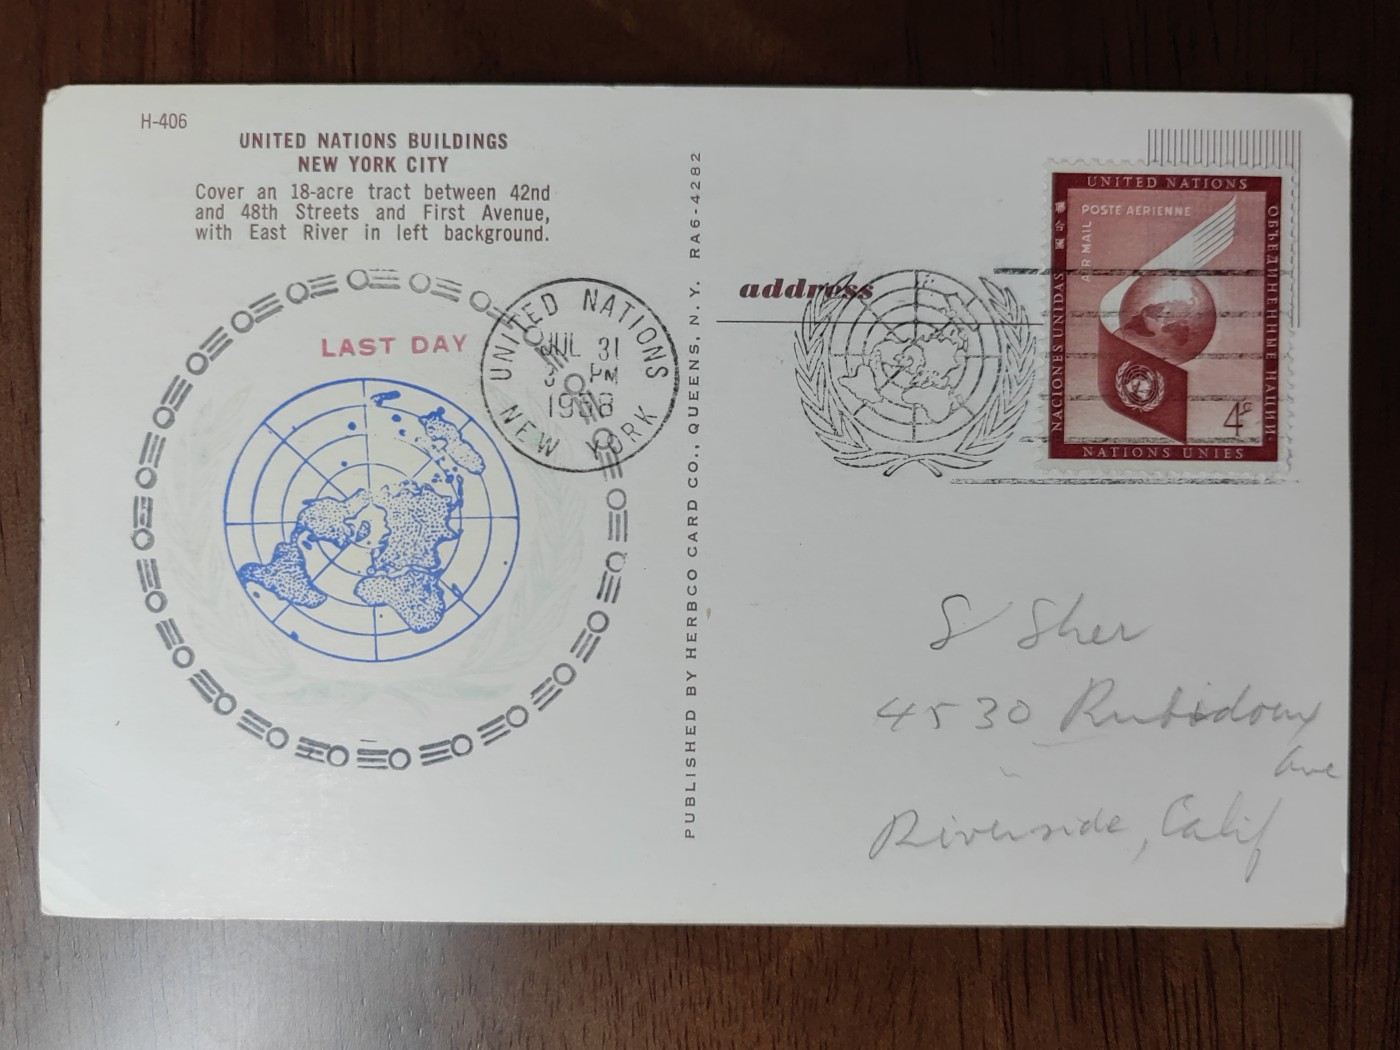 H-406
UNITED NATIONS BUILDINGS
NEW YORK CITY
Cover an 18-acre tract between 42nd
and 48th Streets and First Avenue,
with East River in left background.
LAST DAY
UNITED NATIONS
JUL 31
PM
NEW YORK
PUBLISHED BY HERBCO CARD CO., QUEENS, N.Y. RA6-4282
address
UNITED NATIONS
POSTE AÉRIENNE
AIR MAIL
NACIONES UNIDAS
ОБЪЕДИНЕННЫЕ НАЦИИ
4c
NATIONS UNIES
S Sher
4530 Rubidoux
Ave
Riverside, Calif